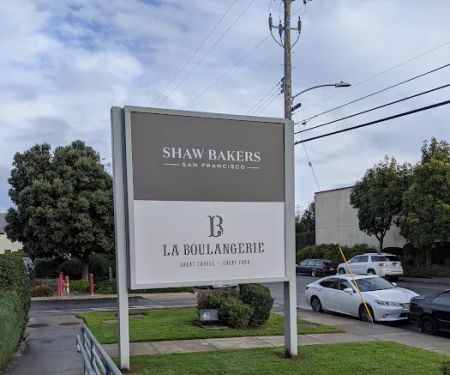 SHAW BAKERS
SAN FRANCISCO
B
LA BOULANGERIE
GREAT COFFEE · GREAT FOOD